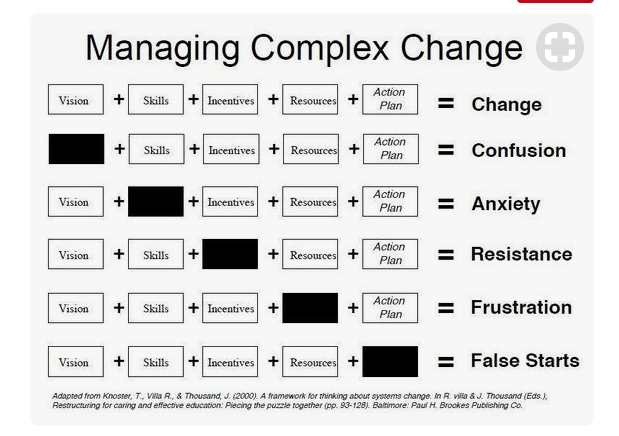 Managing Complex Change
Vision + Skills + Incentives + Resources + Action Plan = Change
+ Skills + Incentives + Resources + Action Plan = Confusion
Vision + + Incentives + Resources + Action Plan = Anxiety
Vision + Skills + + Resources + Action Plan = Resistance
Vision + Skills + Incentives + + Action Plan = Frustration
Vision + Skills + Incentives + Resources + = False Starts
Adapted from Knoster, T., Villa R., & Thousand, J. (2000). A framework for thinking about systems change. In R. villa & J. Thousand (Eds.),
Restructuring for caring and effective education: Piecing the puzzle together (pp. 93-128). Baltimore: Paul H. Brookes Publishing Co.